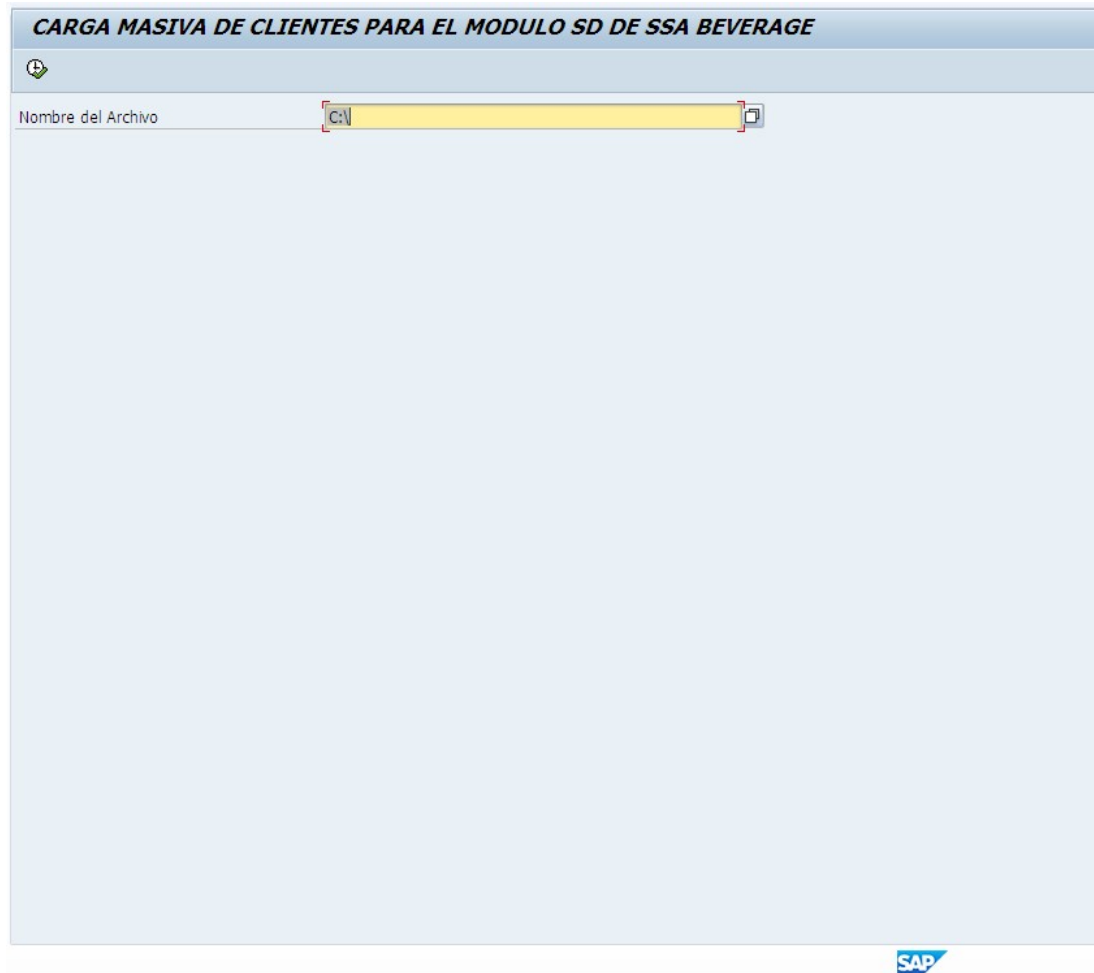 CARGA MASIVA DE CLIENTES PARA EL MODULO SD DE SSA BEVERAGE
Nombre del Archivo C:\
SAP